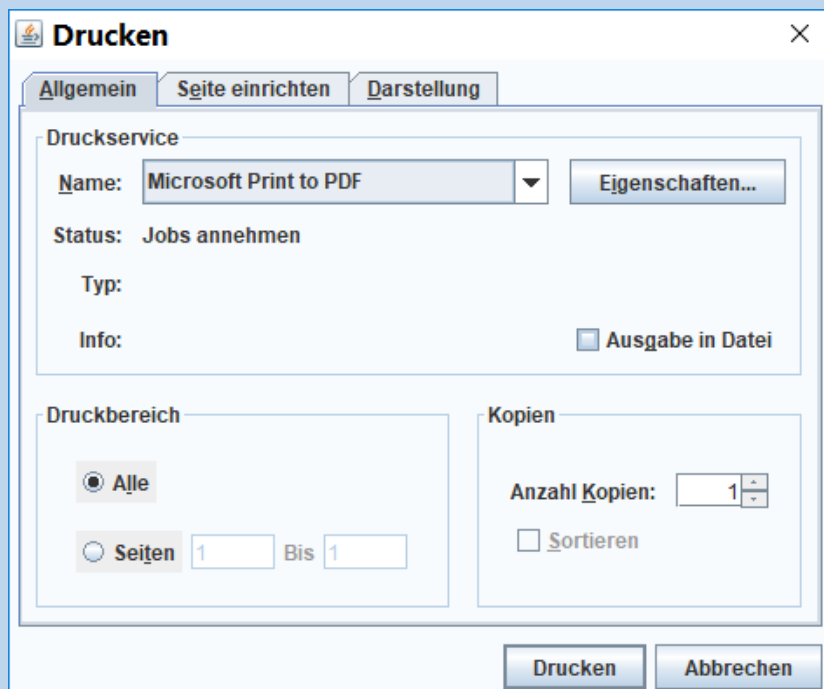 Drucken
Allgemein Seite einrichten Darstellung
Druckservice
Name: Microsoft Print to PDF Eigenschaften...
Status: Jobs annehmen
Typ:
Info: Ausgabe in Datei
Druckbereich Kopien
Alle Anzahl Kopien: 1
Seiten 1 Bis 1 Sortieren
Drucken Abbrechen